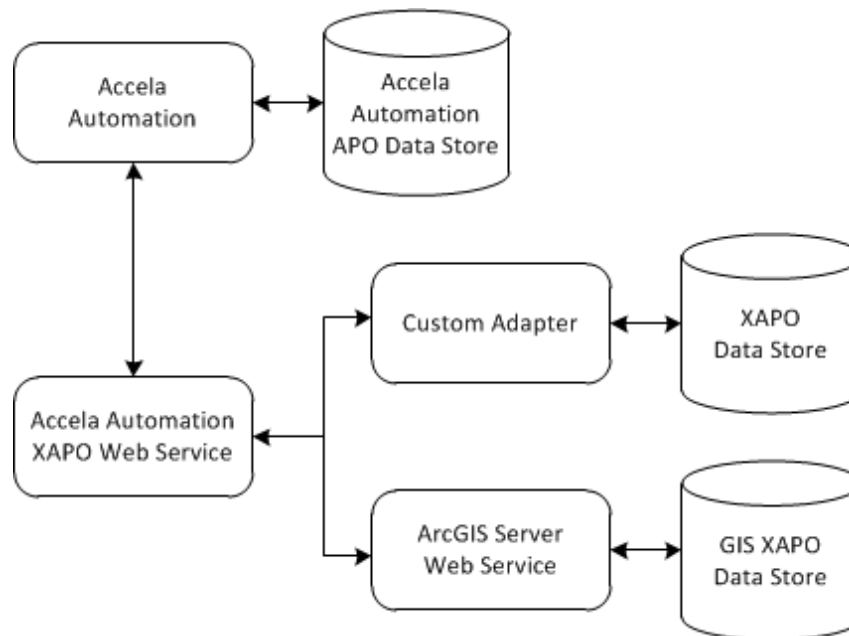 Accela
Automation
Accela
Automation
APO Data Store
Custom Adapter
XAPO
Data Store
Accela Automation
XAPO Web Service
ArcGIS Server
Web Service
GIS XAPO
Data Store